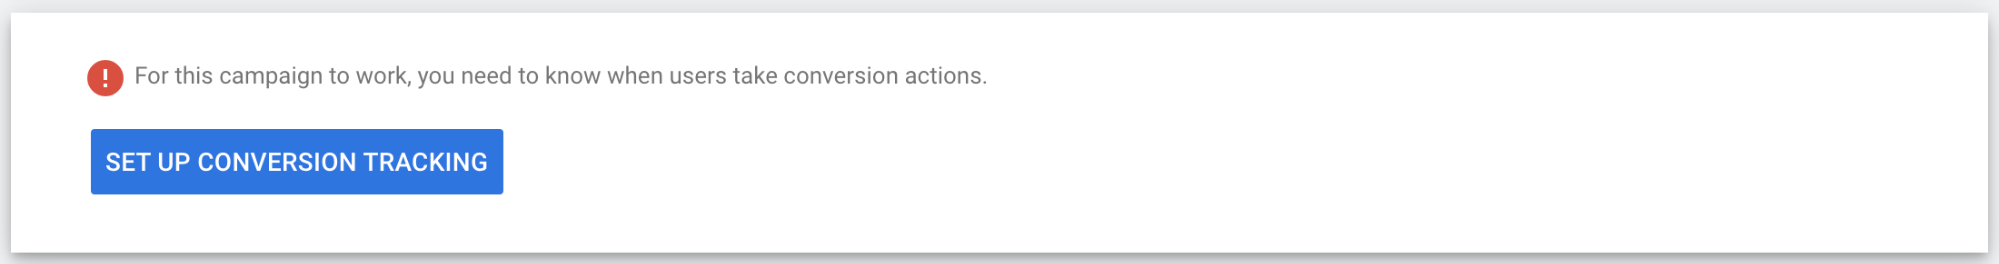 For this campaign to work, you need to know when users take conversion actions.
SET UP CONVERSION TRACKING